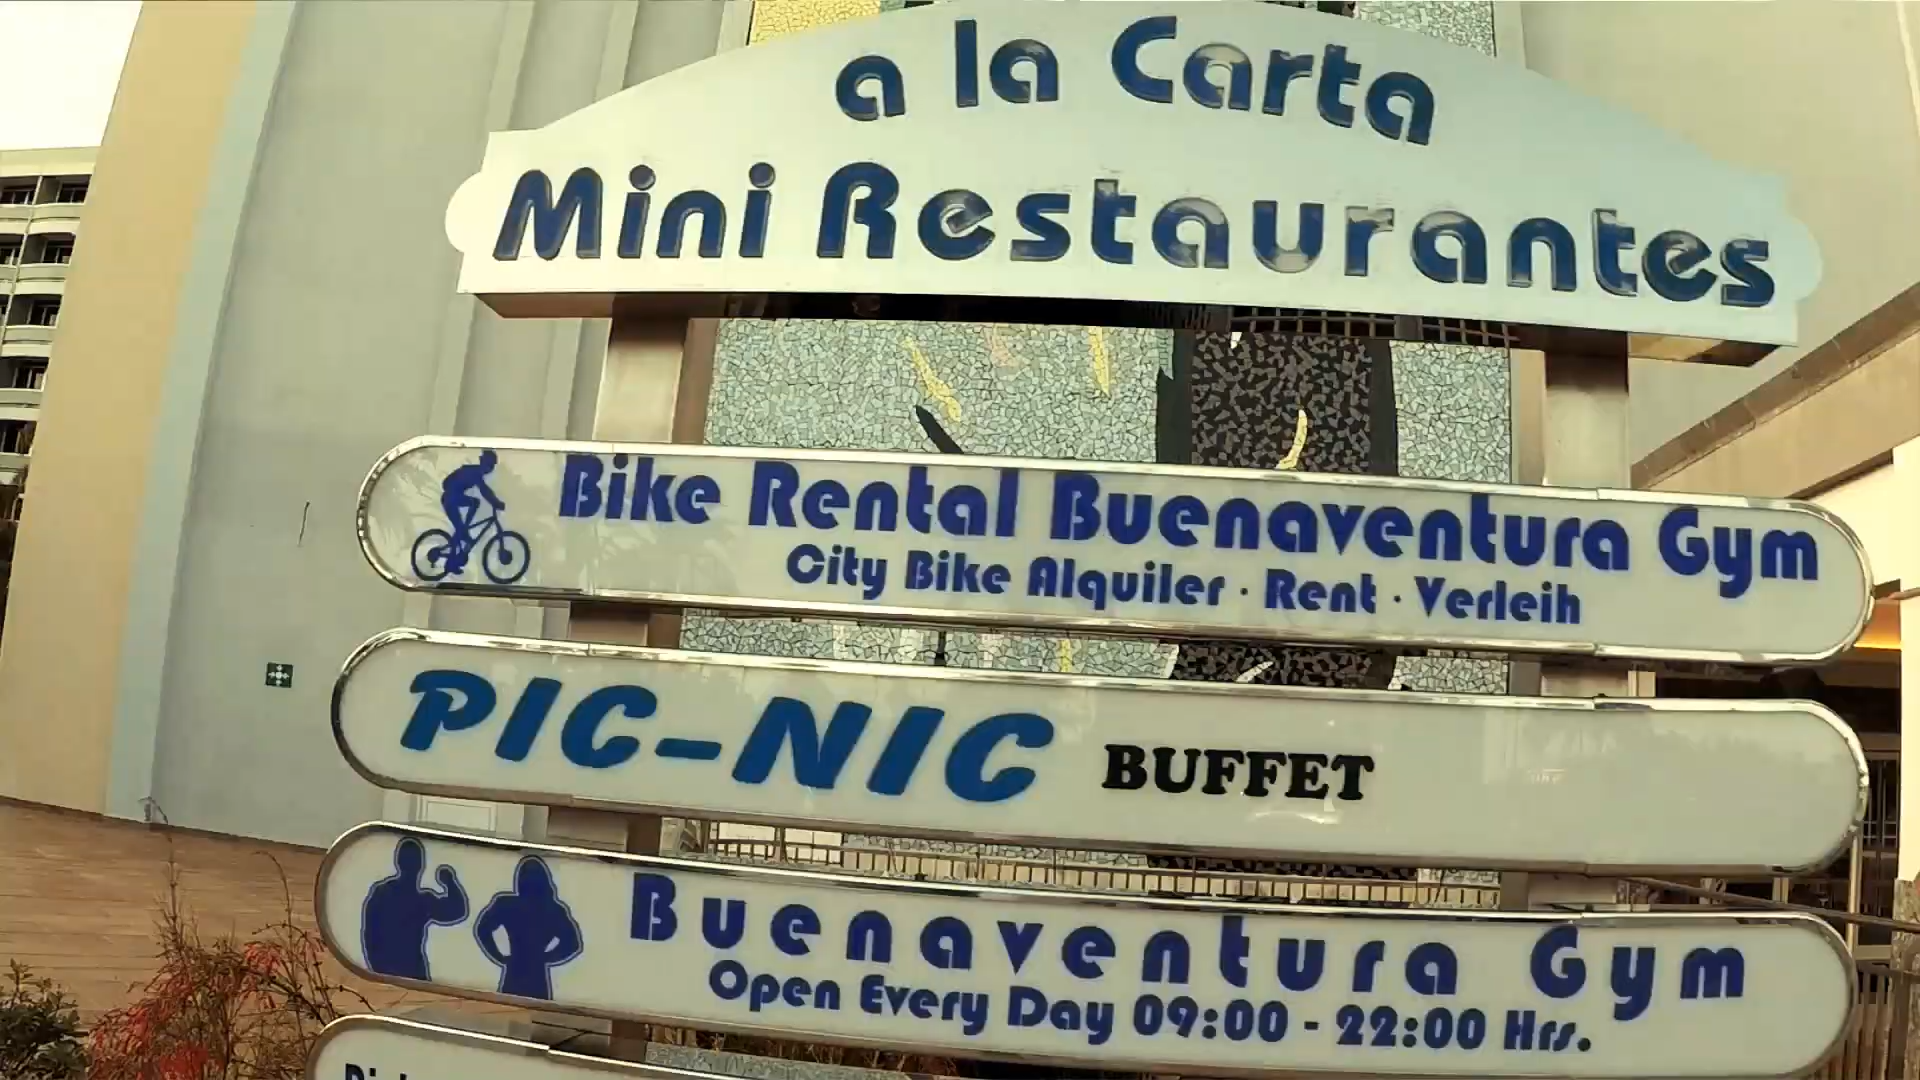 a la Carta
Mini Restaurantes
Bike Rental Buenaventura Gym
City Bike Alquiler · Rent · Verleih
PIC-NIC BUFFET
Buenaventura Gym
Open Every Day 09:00 - 22:00 Hrs.